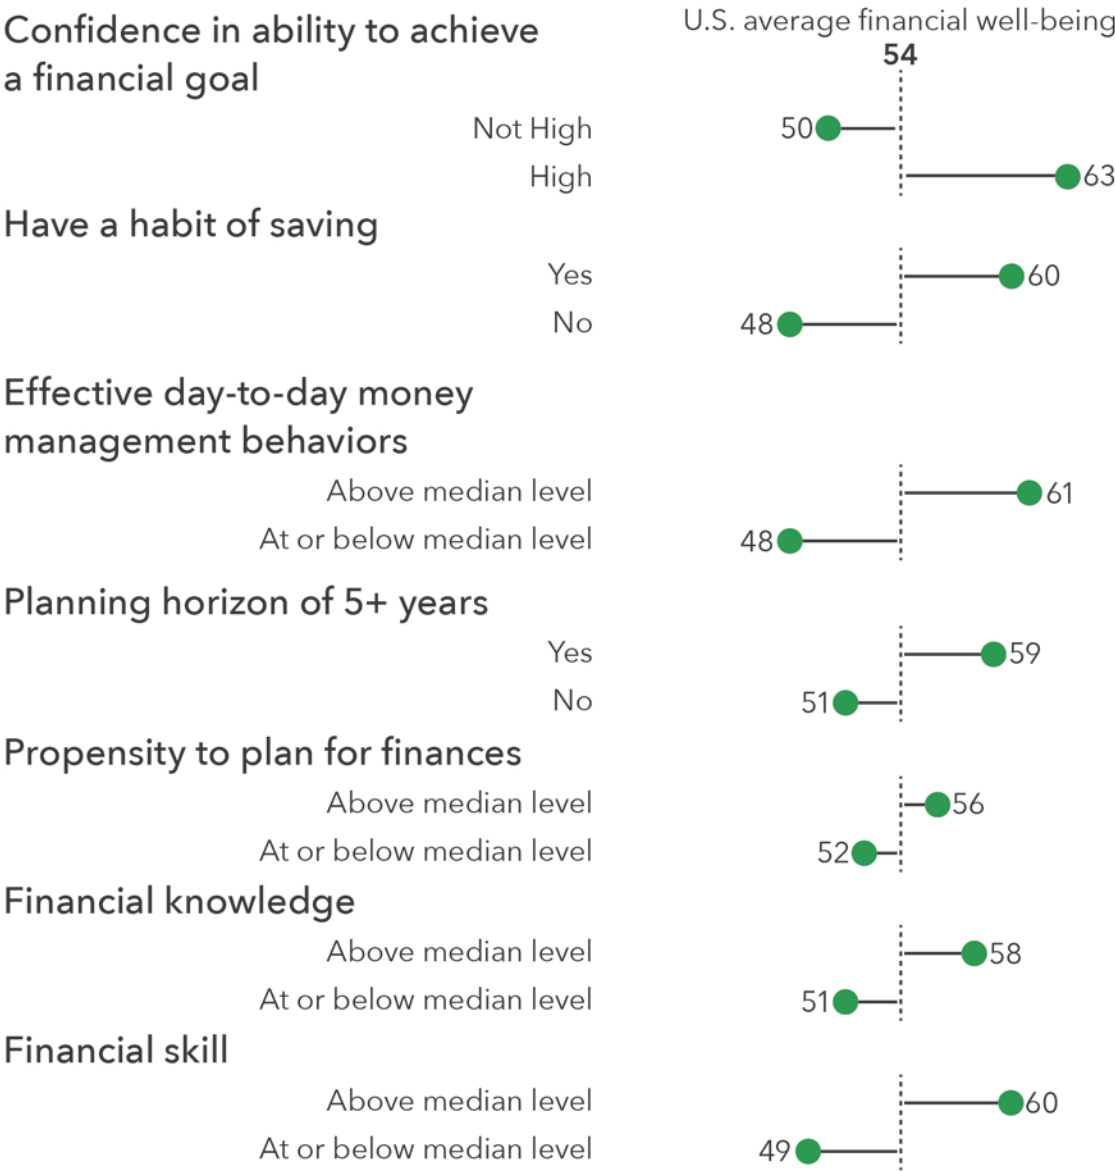 U.S. average financial well-being
54
Confidence in ability to achieve
a financial goal
Not High 50
High 63
Have a habit of saving
Yes 60
No 48
Effective day-to-day money
management behaviors
Above median level 61
At or below median level 48
Planning horizon of 5+ years
Yes 59
No 51
Propensity to plan for finances
Above median level 56
At or below median level 52
Financial knowledge
Above median level 58
At or below median level 51
Financial skill
Above median level 60
At or below median level 49